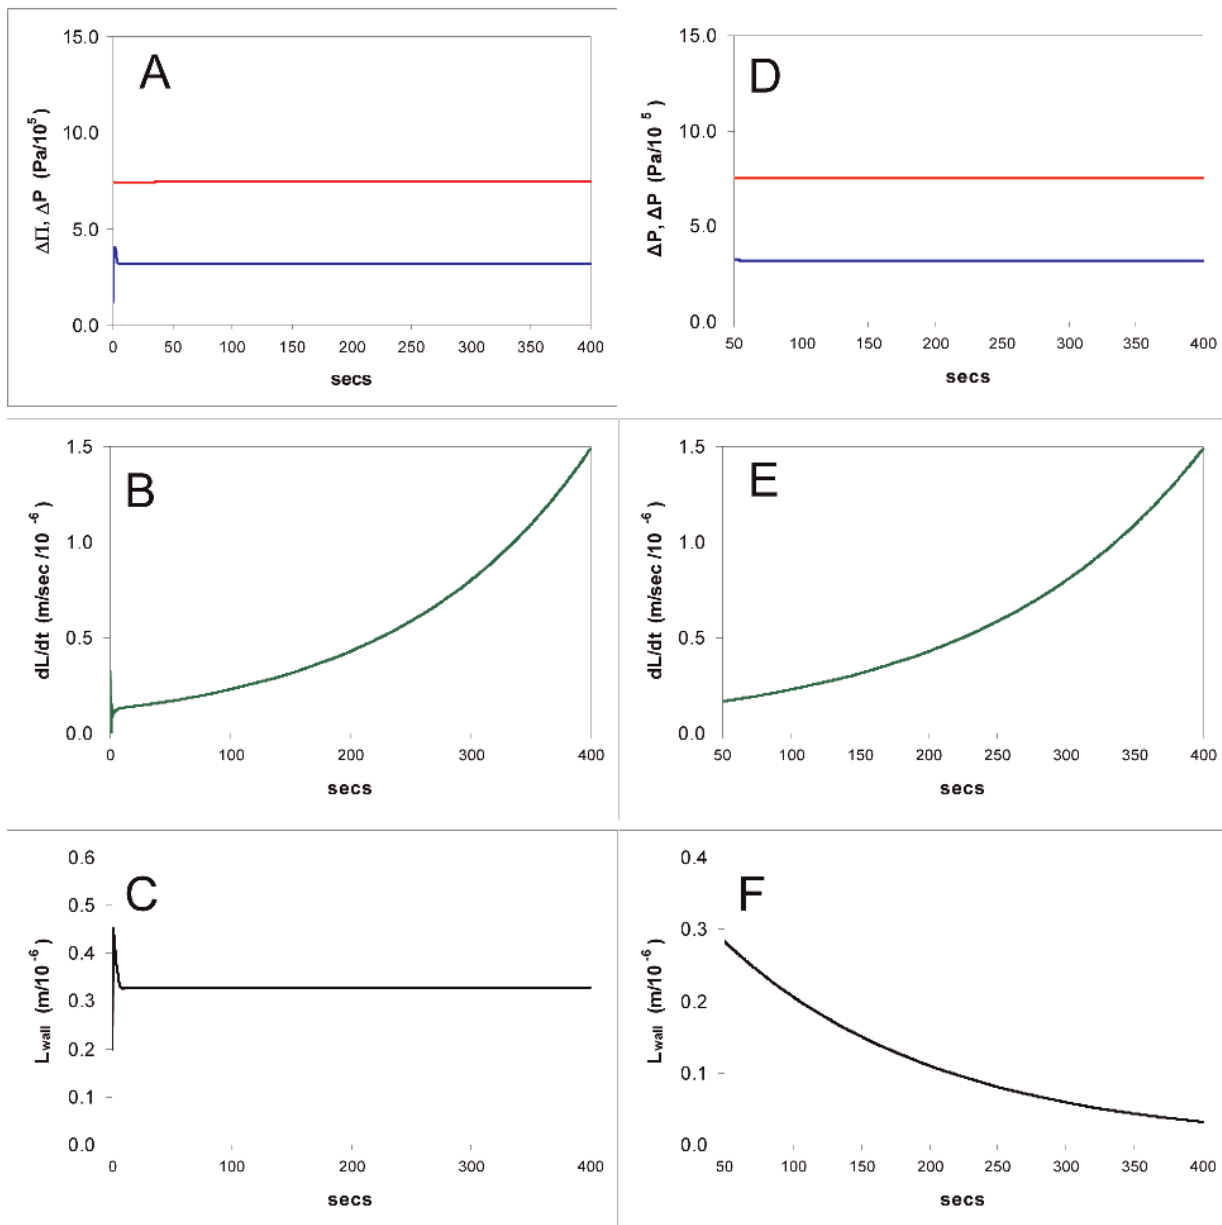 A
ΔΠ, ΔP (Pa/10⁵ )
15.0
10.0
5.0
0.0
0 50 100 150 200 250 300 350 400
secs
D
ΔP, ΔP (Pa/10 ⁵ )
15.0
10.0
5.0
0.0
50 100 150 200 250 300 350 400
secs
B
dL/dt (m/sec /10 ⁻⁶ )
1.5
1.0
0.5
0.0
0 100 200 300 400
secs
E
dL/dt (m/sec /10 ⁻⁶ )
1.5
1.0
0.5
0.0
50 100 150 200 250 300 350 400
secs
C
Lwall (m/10⁻⁶ )
0.6
0.5
0.4
0.3
0.2
0.1
0.0
0 100 200 300 400
secs
F
Lwall (m/10⁻⁶ )
0.4
0.3
0.2
0.1
0.0
50 100 150 200 250 300 350 400
secs